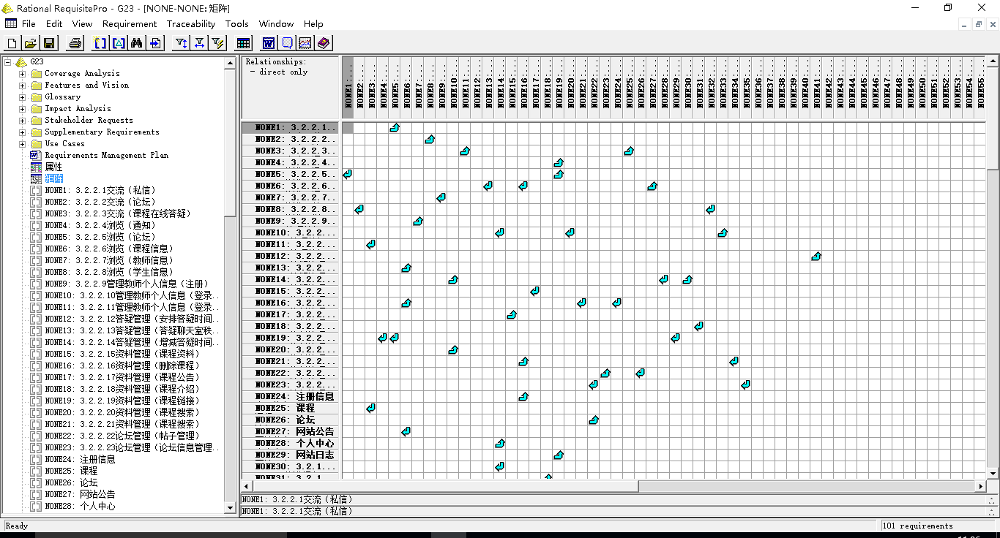 Rational RequisitePro - G23 - [NONE-NONE: 矩阵]
File Edit View Requirement Traceability Tools Window Help
G23
Coverage Analysis
Features and Vision
Glossary
Impact Analysis
Stakeholder Requests
Supplementary Requirements
Use Cases
Requirements Management Plan
属性
矩阵
NONE1: 3.2.2.1交流（私信）
NONE2: 3.2.2.2交流（论坛）
NONE3: 3.2.2.3交流（课程在线答疑）
NONE4: 3.2.2.4浏览（通知）
NONE5: 3.2.2.5浏览（论坛）
NONE6: 3.2.2.6浏览（课程信息）
NONE7: 3.2.2.7浏览（教师信息）
NONE8: 3.2.2.8浏览（学生信息）
NONE9: 3.2.2.9管理教师个人信息（注册）
NONE10: 3.2.2.10管理教师个人信息（登录..
NONE11: 3.2.2.11管理教师个人信息（登录..
NONE12: 3.2.2.12答疑管理（安排答疑时间..
NONE13: 3.2.2.13答疑管理（答疑聊天室秩..
NONE14: 3.2.2.14答疑管理（增减答疑时间..
NONE15: 3.2.2.15资料管理（课程资料）
NONE16: 3.2.2.16资料管理（删除课程）
NONE17: 3.2.2.17资料管理（课程公告）
NONE18: 3.2.2.18资料管理（课程介绍）
NONE19: 3.2.2.19资料管理（课程链接）
NONE20: 3.2.2.20资料管理（课程搜索）
NONE21: 3.2.2.21资料管理（课程搜索）
NONE22: 3.2.2.22论坛管理（帖子管理）
NONE23: 3.2.2.23论坛管理（论坛信息管理..
NONE24: 注册信息
NONE25: 课程
NONE26: 论坛
NONE27: 网站公告
NONE28: 个人中心
Relationships:
- direct only
NONE1...
NONE2...
NONE3...
NONE4...
NONE5...
NONE6...
NONE7...
NONE8...
NONE9...
NONE10...
NONE11...
NONE12...
NONE13...
NONE14...
NONE15...
NONE16...
NONE17...
NONE18...
NONE19...
NONE20...
NONE21...
NONE22...
NONE23...
NONE24...
NONE25...
NONE26...
NONE27...
NONE28...
NONE29...
NONE30...
NONE31...
NONE32...
NONE33...
NONE34...
NONE35...
NONE36...
NONE37...
NONE38...
NONE39...
NONE40...
NONE41...
NONE42...
NONE43...
NONE44...
NONE45...
NONE46...
NONE47...
NONE48...
NONE49...
NONE50...
NONE51...
NONE52...
NONE53...
NONE54...
NONE55...
NONE1: 3.2.2.1..
NONE2: 3.2.2.2..
NONE3: 3.2.2.3..
NONE4: 3.2.2.4..
NONE5: 3.2.2.5..
NONE6: 3.2.2.6..
NONE7: 3.2.2.7..
NONE8: 3.2.2.8..
NONE9: 3.2.2.9..
NONE10: 3.2.2...
NONE11: 3.2.2...
NONE12: 3.2.2...
NONE13: 3.2.2...
NONE14: 3.2.2...
NONE15: 3.2.2...
NONE16: 3.2.2...
NONE17: 3.2.2...
NONE18: 3.2.2...
NONE19: 3.2.2...
NONE20: 3.2.2...
NONE21: 3.2.2...
NONE22: 3.2.2...
NONE23: 3.2.2...
NONE24: 注册信息
NONE25: 课程
NONE26: 论坛
NONE27: 网站公告
NONE28: 个人中心
NONE29: 网站日志
NONE30: 3.2.1...
NONE31: 3.2.1...
NONE1: 3.2.2.1交流（私信）
NONE1: 3.2.2.1交流（私信）
Ready
101 requirements